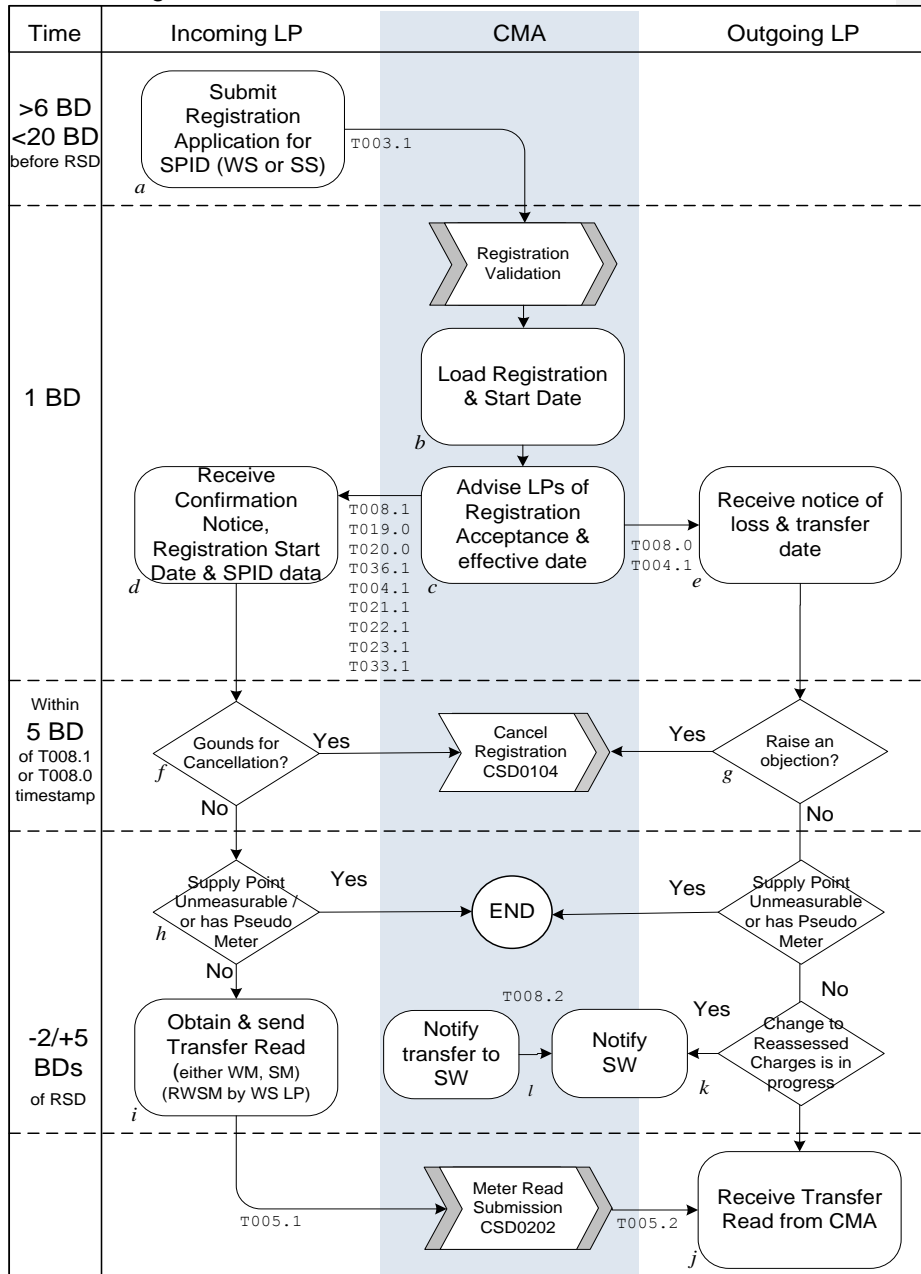 Time
Incoming LP
CMA
Outgoing LP
>6 BD
<20 BD
before RSD
Submit
Registration
Application for
SPID (WS or SS)
a
T003.1
1 BD
Registration
Validation
Load Registration
& Start Date
b
Receive
Confirmation
Notice,
Registration Start
Date & SPID data
d
T008.1
T019.0
T020.0
T036.1
T004.1
T021.1
T022.1
T023.1
T033.1
Advise LPs of
Registration
Acceptance &
effective date
c
T008.0
T004.1
Receive notice of
loss & transfer
date
e
Within
5 BD
of T008.1
or T008.0
timestamp
Gounds for
Cancellation?
f
Yes
No
Cancel
Registration
CSD0104
Yes
Raise an
objection?
g
No
-2/+5
BDs
of RSD
Supply Point
Unmeasurable /
or has Pseudo
Meter
h
Yes
No
END
Yes
Supply Point
Unmeasurable
or has Pseudo
Meter
No
Obtain & send
Transfer Read
(either WM, SM)
(RWSM by WS LP)
i
T008.2
Notify
transfer to
SW
l
Notify
SW
Yes
Change to
Reassessed
Charges is in
progress
k
T005.1
Meter Read
Submission
CSD0202
T005.2
Receive Transfer
Read from CMA
j